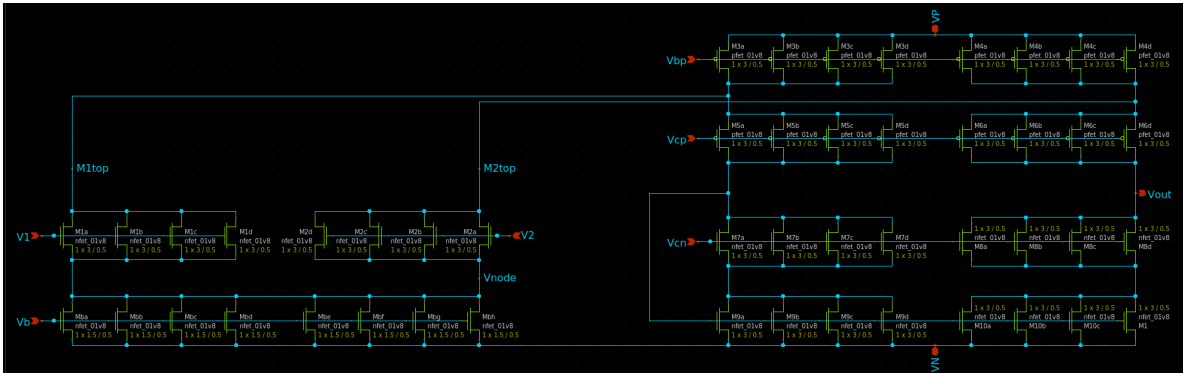 VP
M3a
pfet_01v8
1 x 3 / 0.5
M3b
pfet_01v8
1 x 3 / 0.5
M3c
pfet_01v8
1 x 3 / 0.5
M3d
pfet_01v8
1 x 3 / 0.5
M4a
pfet_01v8
1 x 3 / 0.5
M4b
pfet_01v8
1 x 3 / 0.5
M4c
pfet_01v8
1 x 3 / 0.5
M4d
pfet_01v8
1 x 3 / 0.5
Vbp
M5a
pfet_01v8
1 x 3 / 0.5
M5b
pfet_01v8
1 x 3 / 0.5
M5c
pfet_01v8
1 x 3 / 0.5
M5d
pfet_01v8
1 x 3 / 0.5
M6a
pfet_01v8
1 x 3 / 0.5
M6b
pfet_01v8
1 x 3 / 0.5
M6c
pfet_01v8
1 x 3 / 0.5
M6d
pfet_01v8
1 x 3 / 0.5
Vcp
M1top
M2top
Vout
V1
M1a
nfet_01v8
1 x 3 / 0.5
M1b
nfet_01v8
1 x 3 / 0.5
M1c
nfet_01v8
1 x 3 / 0.5
M1d
nfet_01v8
1 x 3 / 0.5
M2d
nfet_01v8
1 x 3 / 0.5
M2c
nfet_01v8
1 x 3 / 0.5
M2b
nfet_01v8
1 x 3 / 0.5
M2a
nfet_01v8
1 x 3 / 0.5
V2
Vcn
M7a
nfet_01v8
1 x 3 / 0.5
M7b
nfet_01v8
1 x 3 / 0.5
M7c
nfet_01v8
1 x 3 / 0.5
M7d
nfet_01v8
1 x 3 / 0.5
1 x 3 / 0.5
nfet_01v8
M8a
1 x 3 / 0.5
nfet_01v8
M8b
1 x 3 / 0.5
nfet_01v8
M8c
1 x 3 / 0.5
nfet_01v8
M8d
Vnode
Vb
Mba
nfet_01v8
1 x 1.5 / 0.5
Mbb
nfet_01v8
1 x 1.5 / 0.5
Mbc
nfet_01v8
1 x 1.5 / 0.5
Mbd
nfet_01v8
1 x 1.5 / 0.5
Mbe
nfet_01v8
1 x 1.5 / 0.5
Mbf
nfet_01v8
1 x 1.5 / 0.5
Mbg
nfet_01v8
1 x 1.5 / 0.5
Mbh
nfet_01v8
1 x 1.5 / 0.5
M9a
nfet_01v8
1 x 3 / 0.5
M9b
nfet_01v8
1 x 3 / 0.5
M9c
nfet_01v8
1 x 3 / 0.5
M9d
nfet_01v8
1 x 3 / 0.5
1 x 3 / 0.5
nfet_01v8
M10a
1 x 3 / 0.5
nfet_01v8
M10b
1 x 3 / 0.5
nfet_01v8
M10c
1 x 3 / 0.5
nfet_01v8
M1
VN